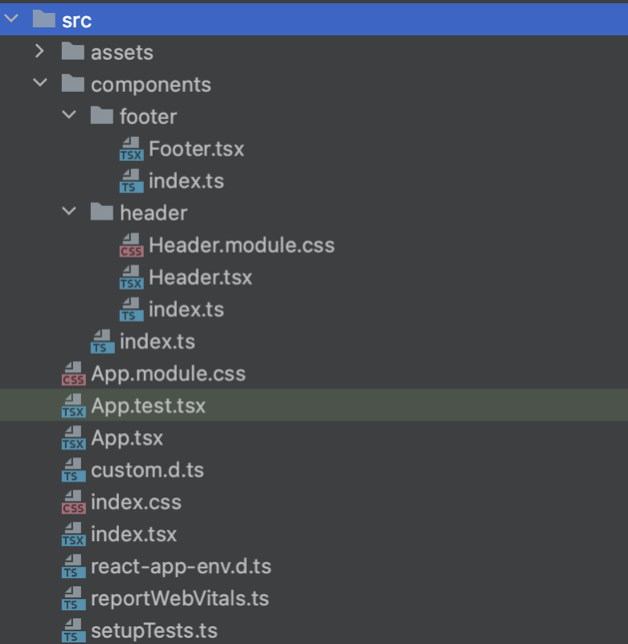 src
assets
components
footer
TSX Footer.tsx
TS index.ts
header
CSS Header.module.css
TSX Header.tsx
TS index.ts
TS index.ts
CSS App.module.css
TSX App.test.tsx
TSX App.tsx
TS custom.d.ts
CSS index.css
TSX index.tsx
TS react-app-env.d.ts
TS reportWebVitals.ts
TS setupTests.ts